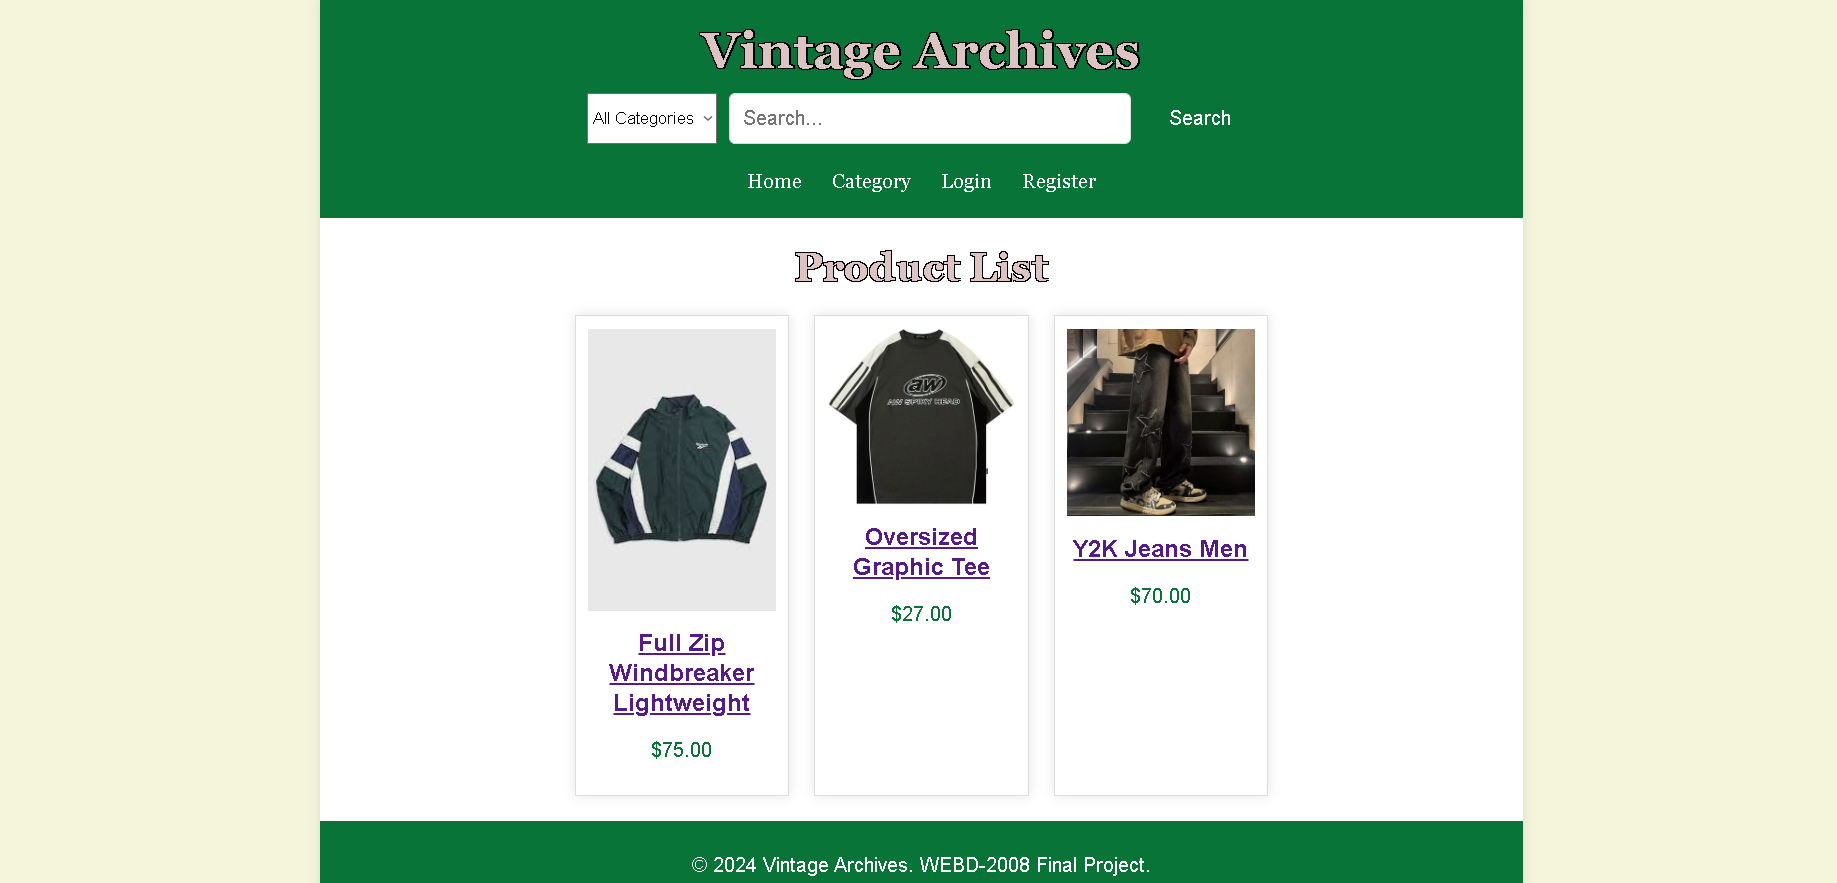 Vintage Archives
All Categories
Search...
Search
Home Category Login Register
Product List
aw
AW SPIKY HEAD
Oversized
Graphic Tee
$27.00
Y2K Jeans Men
$70.00
Full Zip
Windbreaker
Lightweight
$75.00
© 2024 Vintage Archives. WEBD-2008 Final Project.